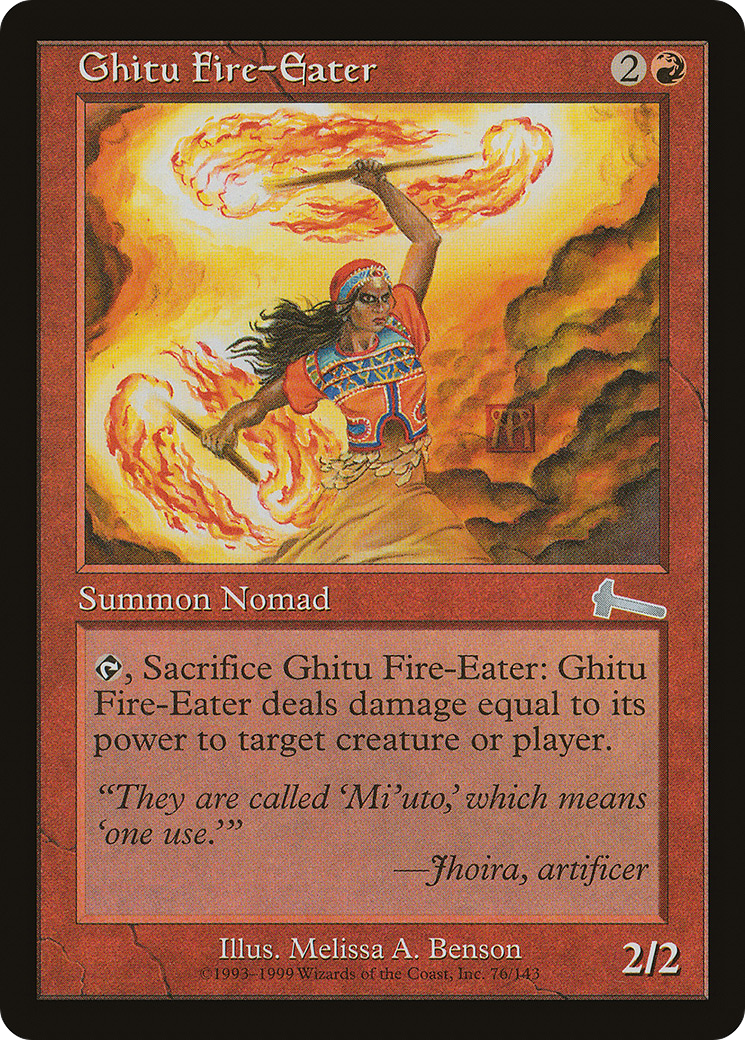 Ghitu Fire-Eater
2
Summon Nomad
, Sacrifice Ghitu Fire-Eater: Ghitu
Fire-Eater deals damage equal to its
power to target creature or player.
“They are called ‘Mi’uto,’ which means
‘one use.’”
—Jhoira, artificer
Illus. Melissa A. Benson
©1993–1999 Wizards of the Coast, Inc. 76/143
2/2